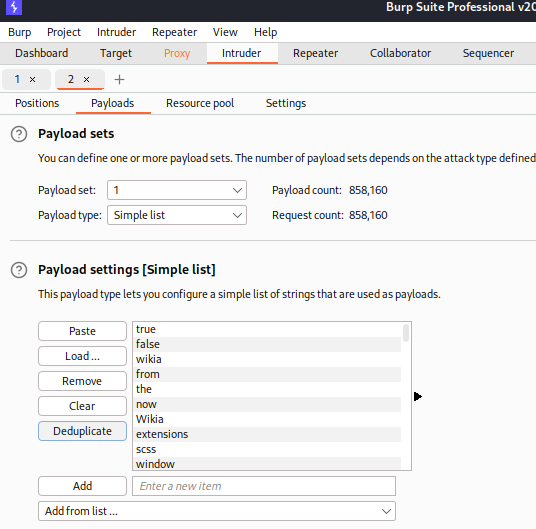 Burp Suite Professional v20
Burp Project Intruder Repeater View Help
Dashboard Target Proxy Intruder Repeater Collaborator Sequencer
1 × 2 × +
Positions Payloads Resource pool Settings
? Payload sets
You can define one or more payload sets. The number of payload sets depends on the attack type defined
Payload set: 1 Payload count: 858,160
Payload type: Simple list Request count: 858,160
? Payload settings [Simple list]
This payload type lets you configure a simple list of strings that are used as payloads.
Paste
Load ...
Remove
Clear
Deduplicate
true
false
wikia
from
the
now
Wikia
extensions
scss
window
Add Enter a new item
Add from list ...